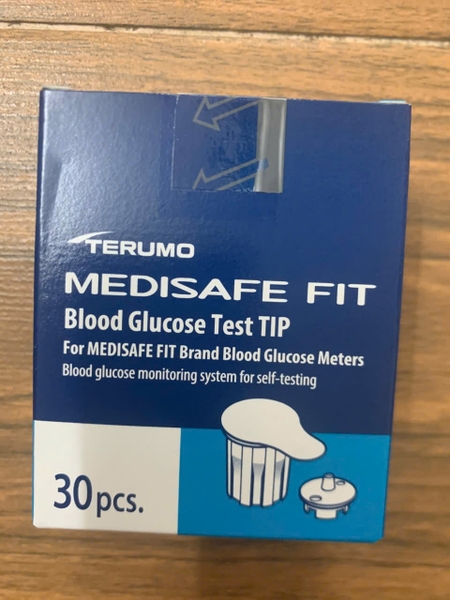 TERUMO
MEDISAFE FIT
Blood Glucose Test TIP
For MEDISAFE FIT Brand Blood Glucose Meters
Blood glucose monitoring system for self-testing
30pcs.